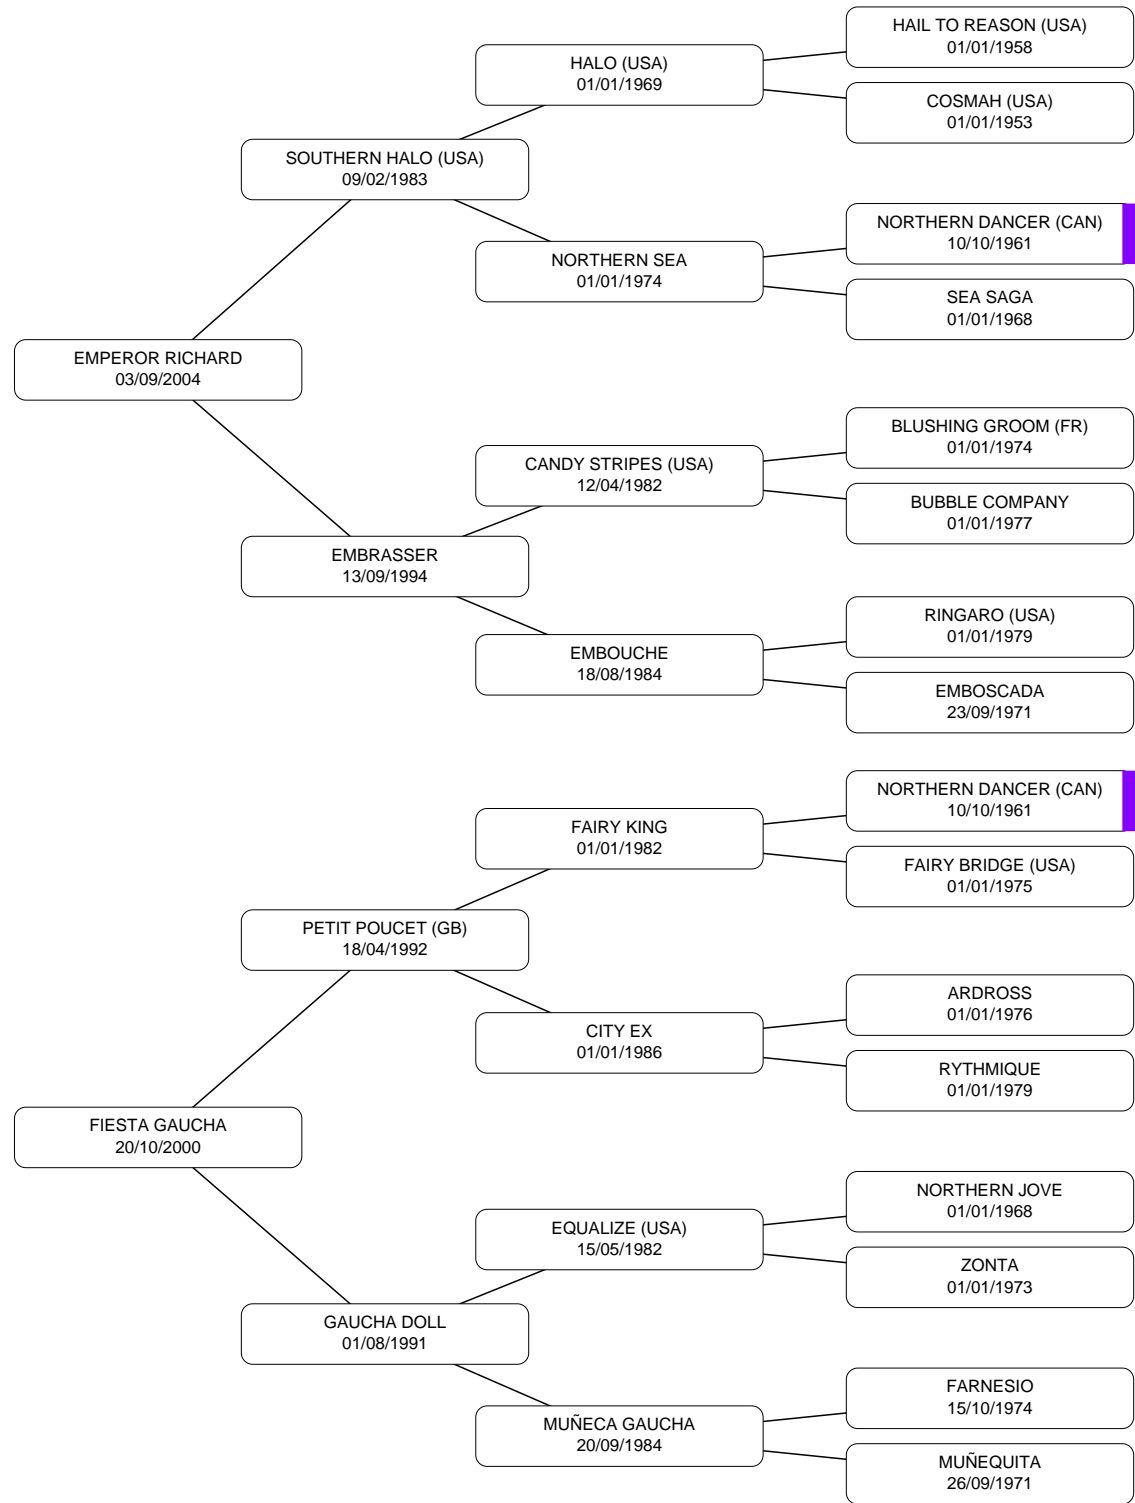 HAIL TO REASON (USA)
01/01/1958
HALO (USA)
01/01/1969
COSMAH (USA)
01/01/1953
SOUTHERN HALO (USA)
09/02/1983
NORTHERN DANCER (CAN)
10/10/1961
NORTHERN SEA
01/01/1974
SEA SAGA
01/01/1968
EMPEROR RICHARD
03/09/2004
BLUSHING GROOM (FR)
01/01/1974
CANDY STRIPES (USA)
12/04/1982
BUBBLE COMPANY
01/01/1977
EMBRASSER
13/09/1994
RINGARO (USA)
01/01/1979
EMBOUCHE
18/08/1984
EMBOSCADA
23/09/1971
NORTHERN DANCER (CAN)
10/10/1961
FAIRY KING
01/01/1982
FAIRY BRIDGE (USA)
01/01/1975
PETIT POUCET (GB)
18/04/1992
ARDROSS
01/01/1976
CITY EX
01/01/1986
RYTHMIQUE
01/01/1979
FIESTA GAUCHA
20/10/2000
NORTHERN JOVE
01/01/1968
EQUALIZE (USA)
15/05/1982
ZONTA
01/01/1973
GAUCHA DOLL
01/08/1991
FARNESIO
15/10/1974
MUÑECA GAUCHA
20/09/1984
MUÑEQUITA
26/09/1971